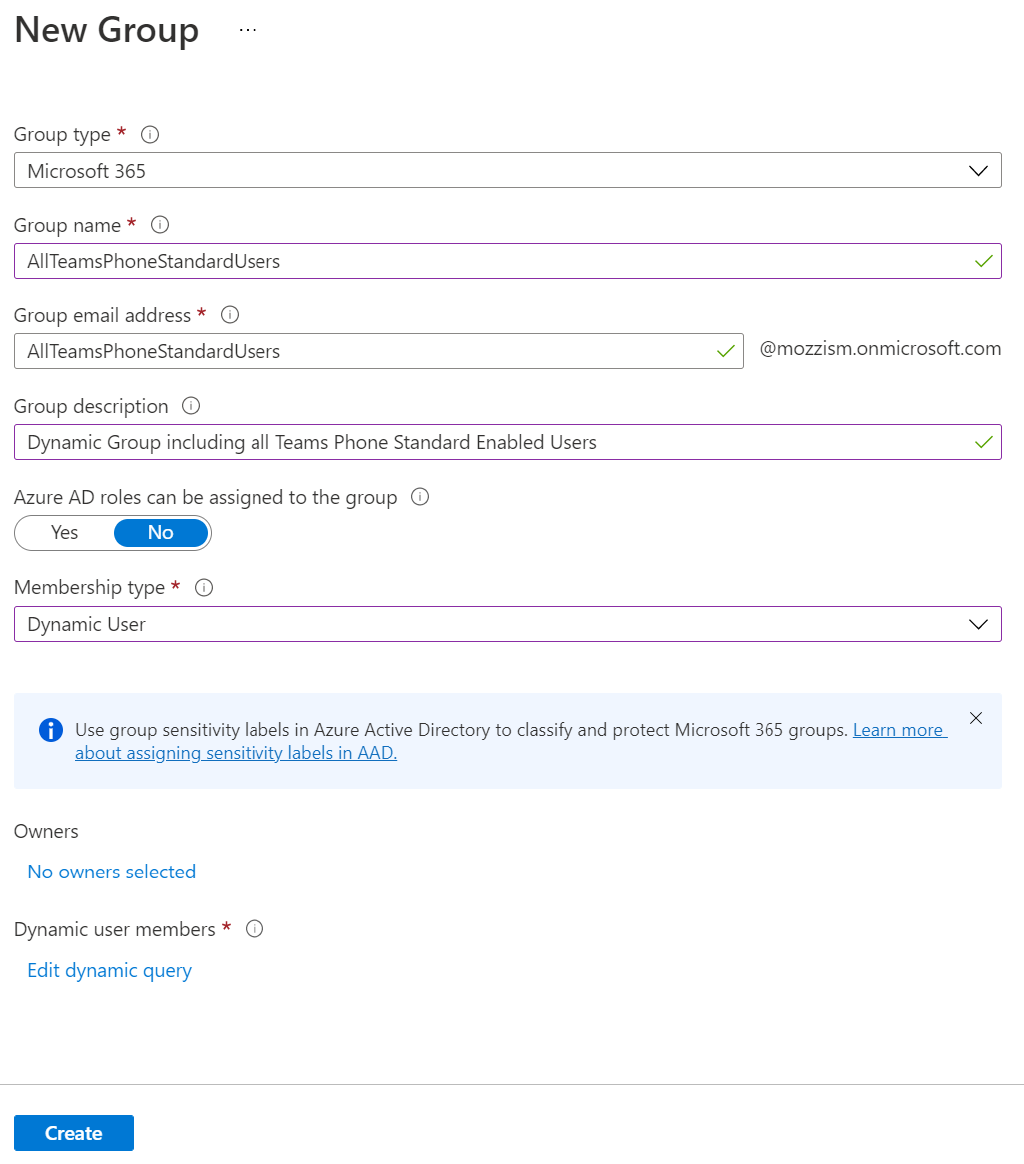 New Group ...
Group type *
Microsoft 365
Group name *
AllTeamsPhoneStandardUsers
Group email address *
AllTeamsPhoneStandardUsers @mozzism.onmicrosoft.com
Group description
Dynamic Group including all Teams Phone Standard Enabled Users
Azure AD roles can be assigned to the group
Yes No
Membership type *
Dynamic User
Use group sensitivity labels in Azure Active Directory to classify and protect Microsoft 365 groups. Learn more
about assigning sensitivity labels in AAD.
Owners
No owners selected
Dynamic user members *
Edit dynamic query
Create